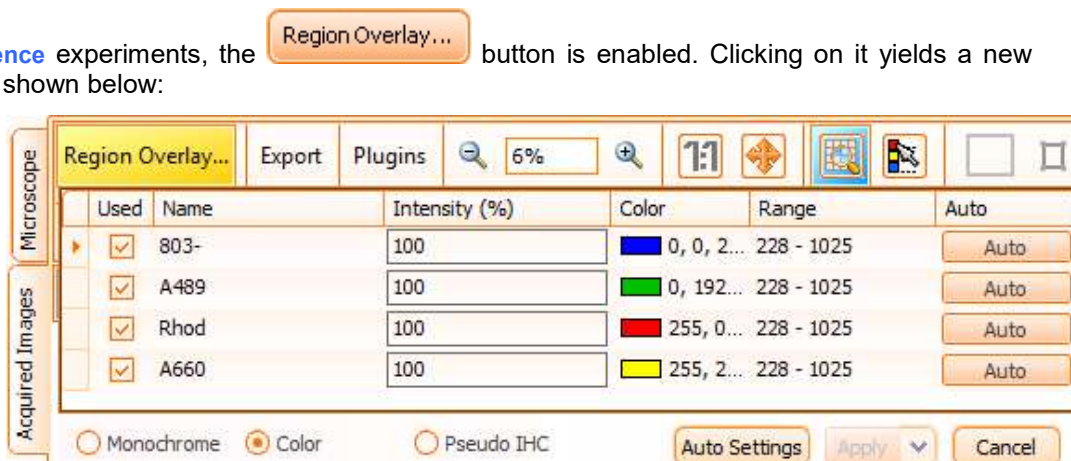 ence experiments, the Region Overlay... button is enabled. Clicking on it yields a new
shown below:
Microscope
Acquired Images
Region Overlay... Export Plugins 6% 1:1
Used Name Intensity (%) Color Range Auto
803- 100 0, 0, 2... 228 - 1025 Auto
A489 100 0, 192... 228 - 1025 Auto
Rhod 100 255, 0... 228 - 1025 Auto
A660 100 255, 2... 228 - 1025 Auto
Monochrome Color Pseudo IHC Auto Settings Apply Cancel